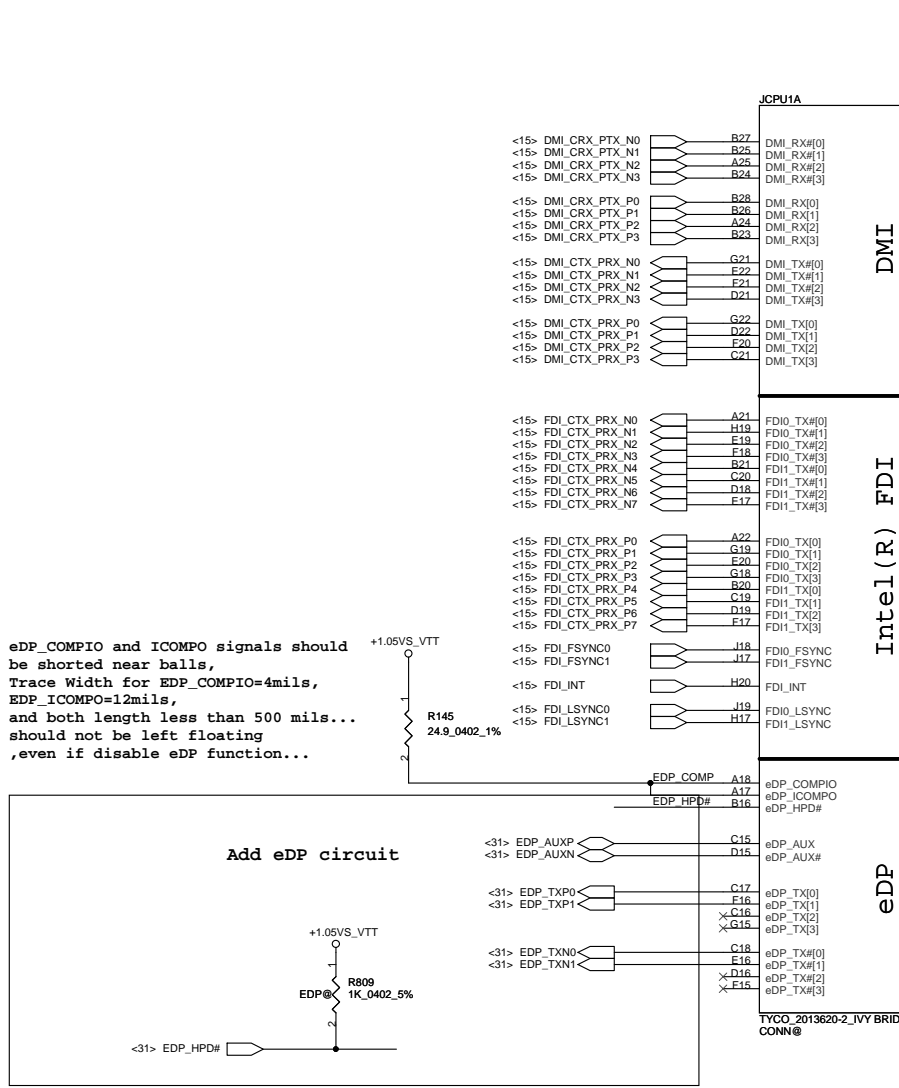 JCPU1A
<15> DMI_CRX_PTX_N0 B27 DMI_RX#[0]
<15> DMI_CRX_PTX_N1 B25 DMI_RX#[1]
<15> DMI_CRX_PTX_N2 A25 DMI_RX#[2]
<15> DMI_CRX_PTX_N3 B24 DMI_RX#[3]
<15> DMI_CRX_PTX_P0 B28 DMI_RX[0]
<15> DMI_CRX_PTX_P1 B26 DMI_RX[1]
<15> DMI_CRX_PTX_P2 A24 DMI_RX[2]
<15> DMI_CRX_PTX_P3 B23 DMI_RX[3]
DMI
<15> DMI_CTX_PRX_N0 G21 DMI_TX#[0]
<15> DMI_CTX_PRX_N1 E22 DMI_TX#[1]
<15> DMI_CTX_PRX_N2 F21 DMI_TX#[2]
<15> DMI_CTX_PRX_N3 D21 DMI_TX#[3]
<15> DMI_CTX_PRX_P0 G22 DMI_TX[0]
<15> DMI_CTX_PRX_P1 D22 DMI_TX[1]
<15> DMI_CTX_PRX_P2 F20 DMI_TX[2]
<15> DMI_CTX_PRX_P3 C21 DMI_TX[3]
<15> FDI_CTX_PRX_N0 A21 FDI0_TX#[0]
<15> FDI_CTX_PRX_N1 H19 FDI0_TX#[1]
<15> FDI_CTX_PRX_N2 E19 FDI0_TX#[2]
<15> FDI_CTX_PRX_N3 F18 FDI0_TX#[3]
<15> FDI_CTX_PRX_N4 B21 FDI1_TX#[0]
<15> FDI_CTX_PRX_N5 C20 FDI1_TX#[1]
<15> FDI_CTX_PRX_N6 D18 FDI1_TX#[2]
<15> FDI_CTX_PRX_N7 E17 FDI1_TX#[3]
Intel(R) FDI
<15> FDI_CTX_PRX_P0 A22 FDI0_TX[0]
<15> FDI_CTX_PRX_P1 G19 FDI0_TX[1]
<15> FDI_CTX_PRX_P2 E20 FDI0_TX[2]
<15> FDI_CTX_PRX_P3 G18 FDI0_TX[3]
<15> FDI_CTX_PRX_P4 B20 FDI1_TX[0]
<15> FDI_CTX_PRX_P5 C19 FDI1_TX[1]
<15> FDI_CTX_PRX_P6 D19 FDI1_TX[2]
<15> FDI_CTX_PRX_P7 F17 FDI1_TX[3]
<15> FDI_FSYNC0 J18 FDI0_FSYNC
<15> FDI_FSYNC1 J17 FDI1_FSYNC
<15> FDI_INT H20 FDI_INT
<15> FDI_LSYNC0 J19 FDI0_LSYNC
<15> FDI_LSYNC1 H17 FDI1_LSYNC
eDP_COMPIO and ICOMPO signals should
be shorted near balls,
Trace Width for EDP_COMPIO=4mils,
EDP_ICOMPO=12mils,
and both length less than 500 mils...
should not be left floating
,even if disable eDP function...
+1.05VS_VTT
1
R145
24.9_0402_1%
2
EDP_COMP A18 eDP_COMPIO
A17 eDP_ICOMPO
EDP_HPD# B16 eDP_HPD#
<31> EDP_AUXP C15 eDP_AUX
<31> EDP_AUXN D15 eDP_AUX#
eDP
<31> EDP_TXP0 C17 eDP_TX[0]
<31> EDP_TXP1 F16 eDP_TX[1]
C16 eDP_TX[2]
G15 eDP_TX[3]
<31> EDP_TXN0 C18 eDP_TX#[0]
<31> EDP_TXN1 E16 eDP_TX#[1]
D16 eDP_TX#[2]
F15 eDP_TX#[3]
TYCO_2013620-2_IVY BRID
CONN@
Add eDP circuit
+1.05VS_VTT
1
R809
EDP@ 1K_0402_5%
2
<31> EDP_HPD#